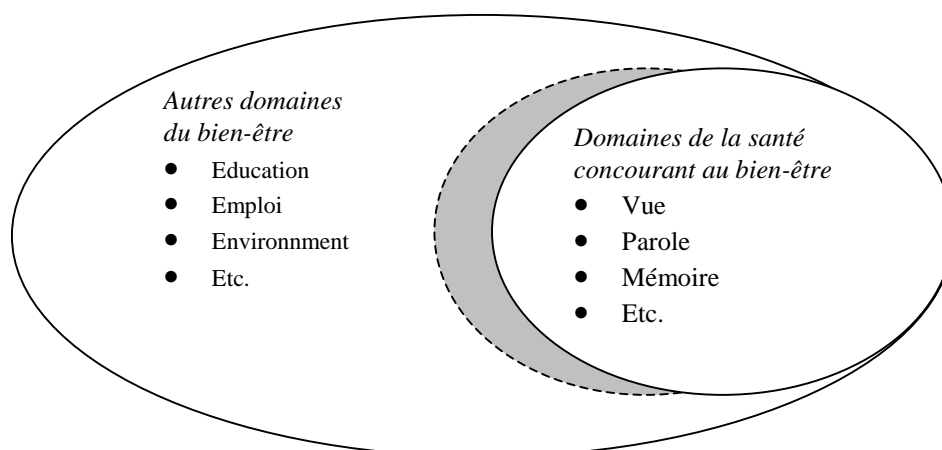 Autres domaines
du bien-être
● Education
● Emploi
● Environnment
● Etc.
Domaines de la santé
concourant au bien-être
● Vue
● Parole
● Mémoire
● Etc.